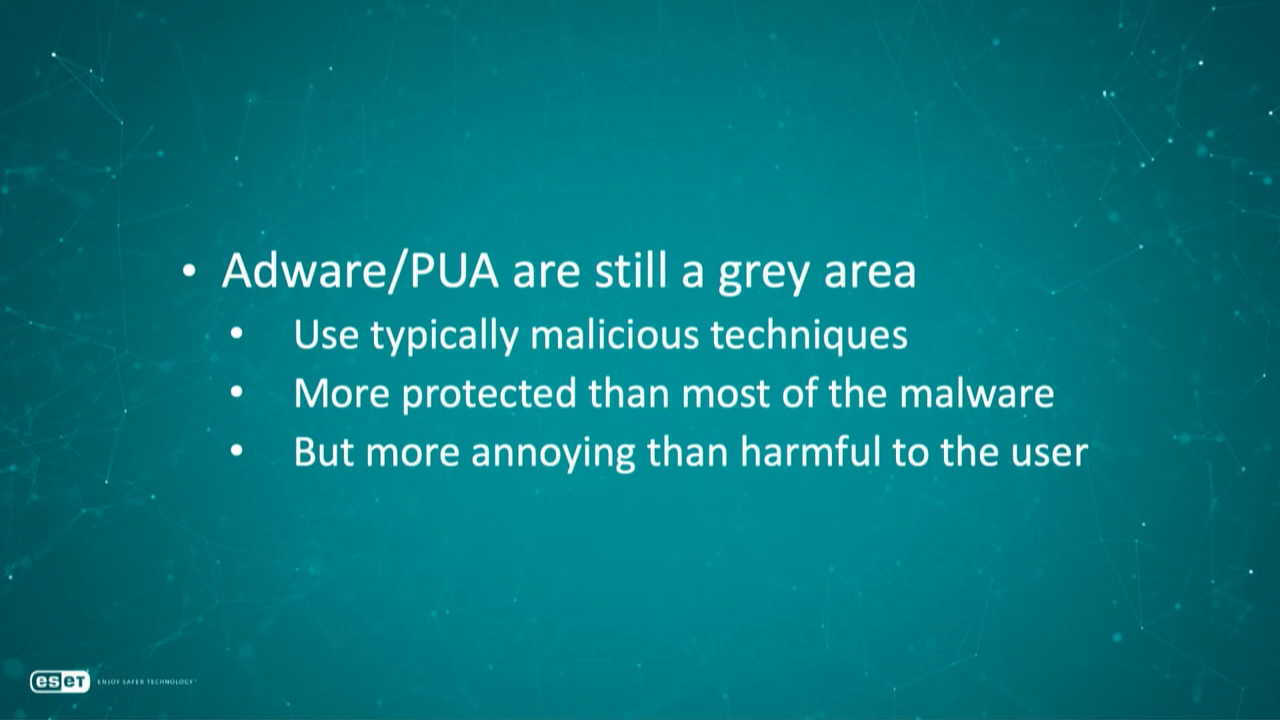 • Adware/PUA are still a grey area
• Use typically malicious techniques
• More protected than most of the malware
• But more annoying than harmful to the user
eset ENJOY SAFER TECHNOLOGY™